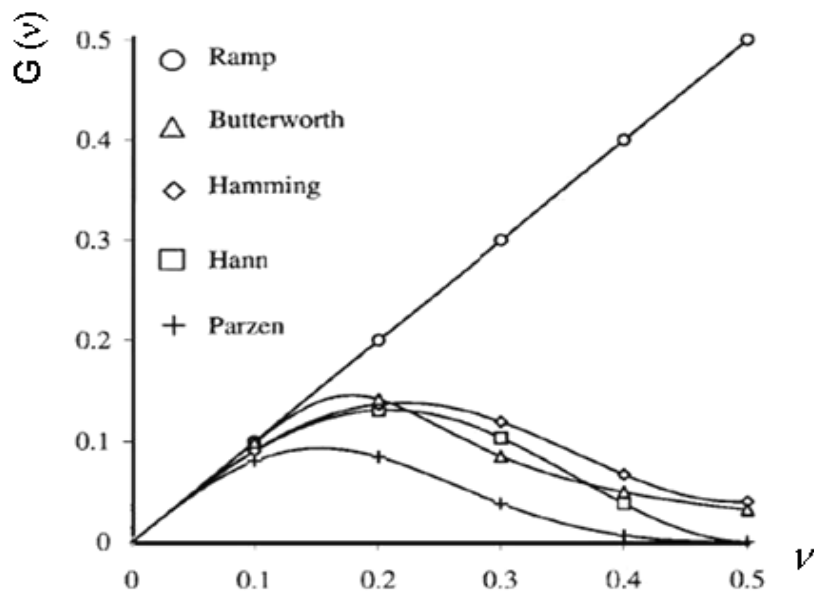 G (ν)
0.5
0.4
0.3
0.2
0.1
0
Ramp
Butterworth
Hamming
Hann
Parzen
0 0.1 0.2 0.3 0.4 0.5
ν